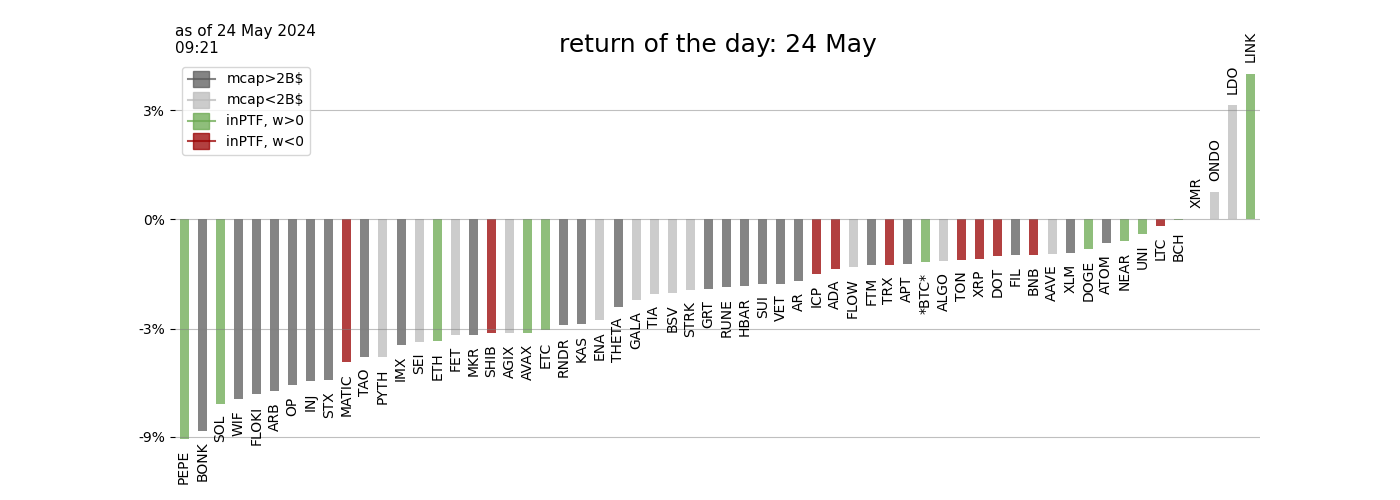 as of 24 May 2024
09:21
return of the day: 24 May
mcap>2B$
mcap<2B$
inPTF, w>0
inPTF, w<0
3%
0%
-3%
-9%
PEPE
BONK
SOL
WIF
FLOKI
ARB
OP
INJ
STX
MATIC
TAO
PYTH
IMX
SEI
ETH
FET
MKR
SHIB
AGIX
AVAX
ETC
RNDR
KAS
ENA
THETA
GALA
TIA
BSV
STRK
GRT
RUNE
HBAR
SUI
VET
AR
ICP
ADA
FLOW
FTM
TRX
APT
*BTC*
ALGO
TON
XRP
DOT
FIL
BNB
AAVE
XLM
DOGE
ATOM
NEAR
UNI
LTC
BCH
XMR
ONDO
LDO
LINK